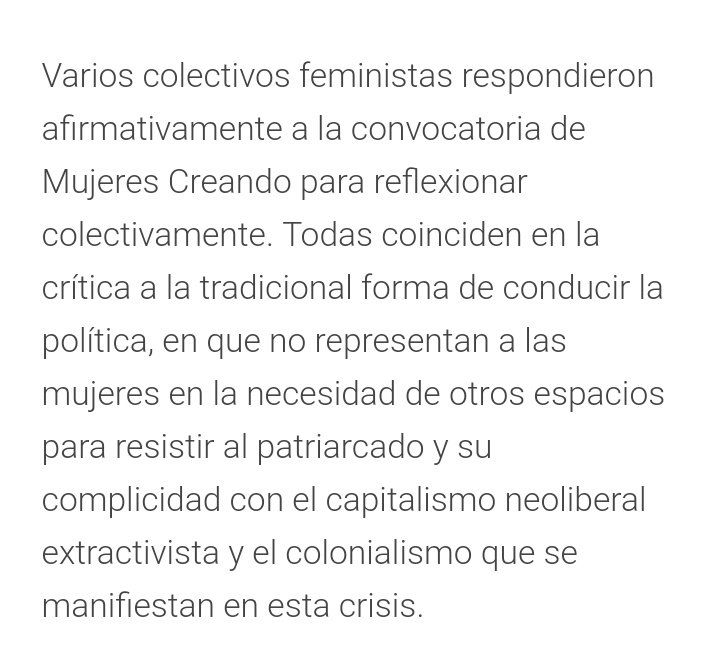 Varios colectivos feministas respondieron
afirmativamente a la convocatoria de
Mujeres Creando para reflexionar
colectivamente. Todas coinciden en la
crítica a la tradicional forma de conducir la
política, en que no representan a las
mujeres en la necesidad de otros espacios
para resistir al patriarcado y su
complicidad con el capitalismo neoliberal
extractivista y el colonialismo que se
manifiestan en esta crisis.